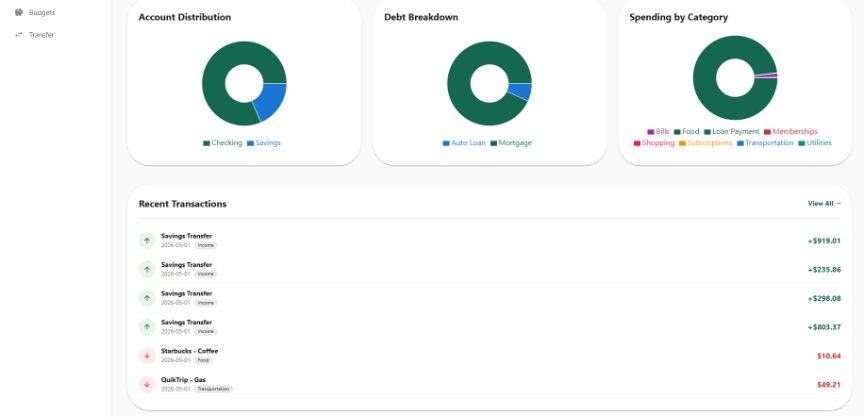 Budgets
Transfer
Account Distribution
Checking Savings
Debt Breakdown
Auto Loan Mortgage
Spending by Category
Bills Food Loan Payment Memberships
Shopping Subscriptions Transportation Utilities
Recent Transactions
View All →
Savings Transfer
2026-05-01 Income
+$919.01
Savings Transfer
2026-05-01 Income
+$235.86
Savings Transfer
2026-05-01 Income
+$298.08
Savings Transfer
2026-05-01 Income
+$803.37
Starbucks - Coffee
2026-05-01 Food
$10.64
QuikTrip - Gas
2026-05-01 Transportation
$49.21